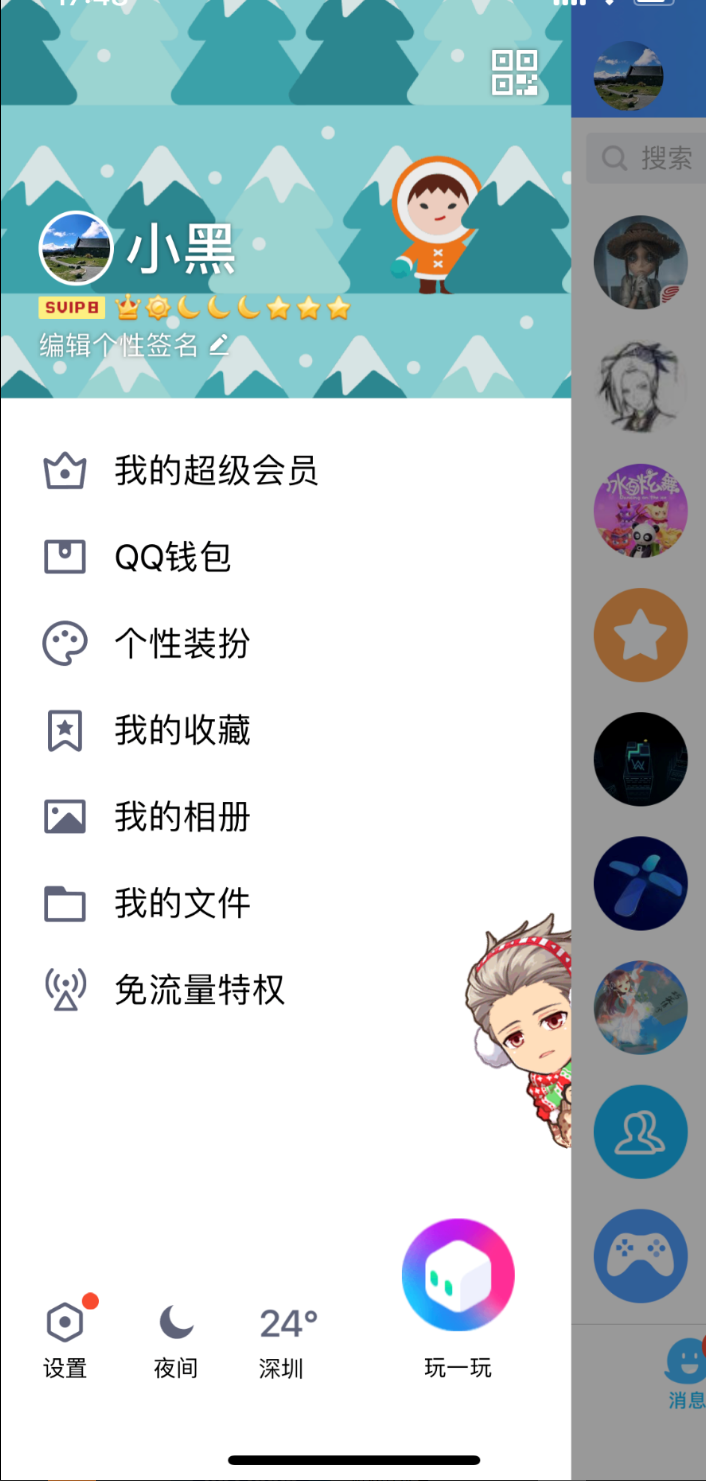 搜索
小黑
SVIP8
编辑个性签名
我的超级会员
QQ钱包
个性装扮
我的收藏
我的相册
我的文件
免流量特权
24°
设置
夜间
深圳
玩一玩
消息